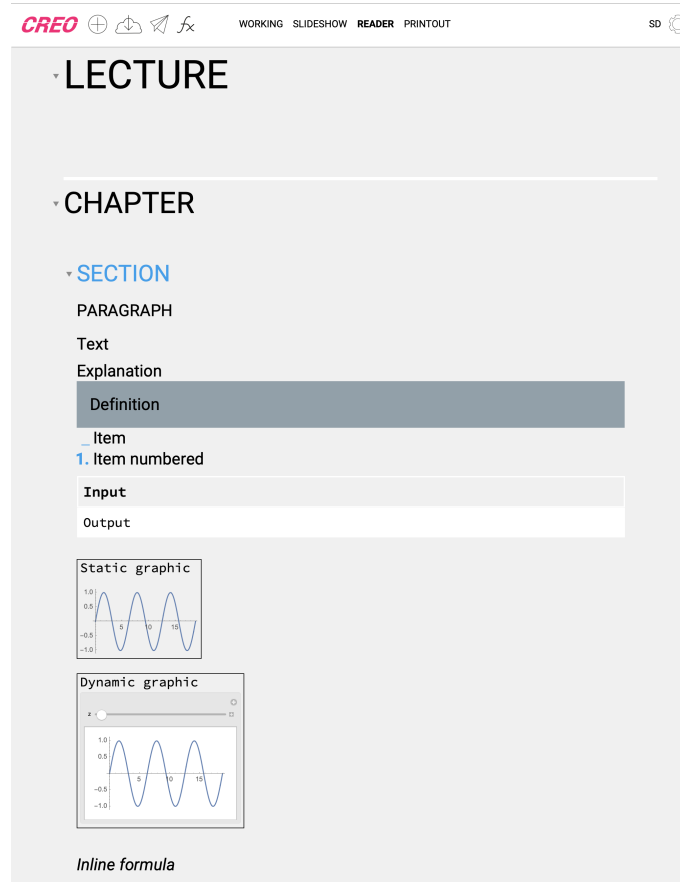 CREO fx WORKING SLIDESHOW READER PRINTOUT SD
LECTURE
CHAPTER
SECTION
PARAGRAPH
Text
Explanation
Definition
_ Item
1. Item numbered
Input
Output
Static graphic
1.0
0.5
5 10 15
-0.5
-1.0
Dynamic graphic
z
1.0
0.5
5 10 15
-0.5
-1.0
Inline formula